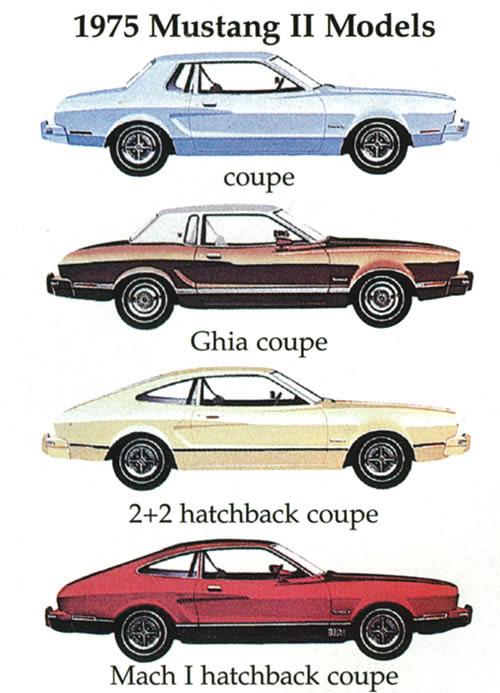 1975 Mustang II Models
coupe
Ghia coupe
2+2 hatchback coupe
Mach I hatchback coupe